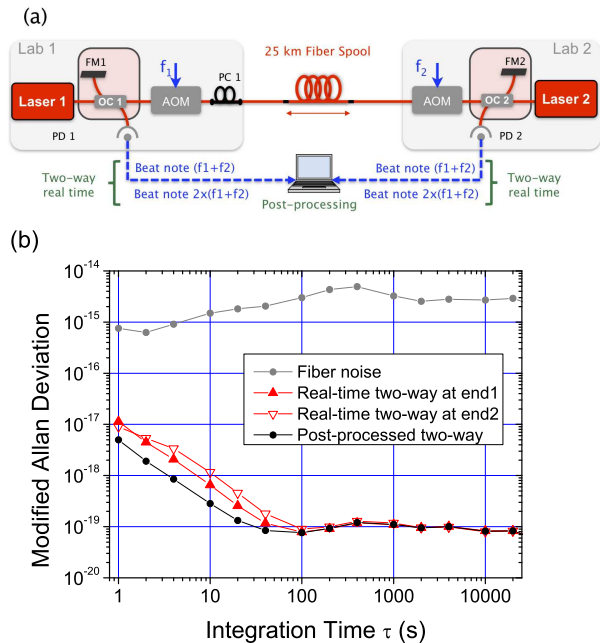 (a)
Lab 1
Lab 2
FM1
f1
PC 1
25 km Fiber Spool
f2
FM2
Laser 1
OC 1
AOM
AOM
OC 2
Laser 2
PD 1
PD 2
Two-way
real time
Beat note (f1+f2)
Beat note 2x(f1+f2)
Post-processing
Beat note (f1+f2)
Beat note 2x(f1+f2)
Two-way
real time
(b)
Modified Allan Deviation
10^-14
10^-15
10^-16
10^-17
10^-18
10^-19
10^-20
Fiber noise
Real-time two-way at end1
Real-time two-way at end2
Post-processed two-way
1 10 100 1000 10000
Integration Time τ (s)